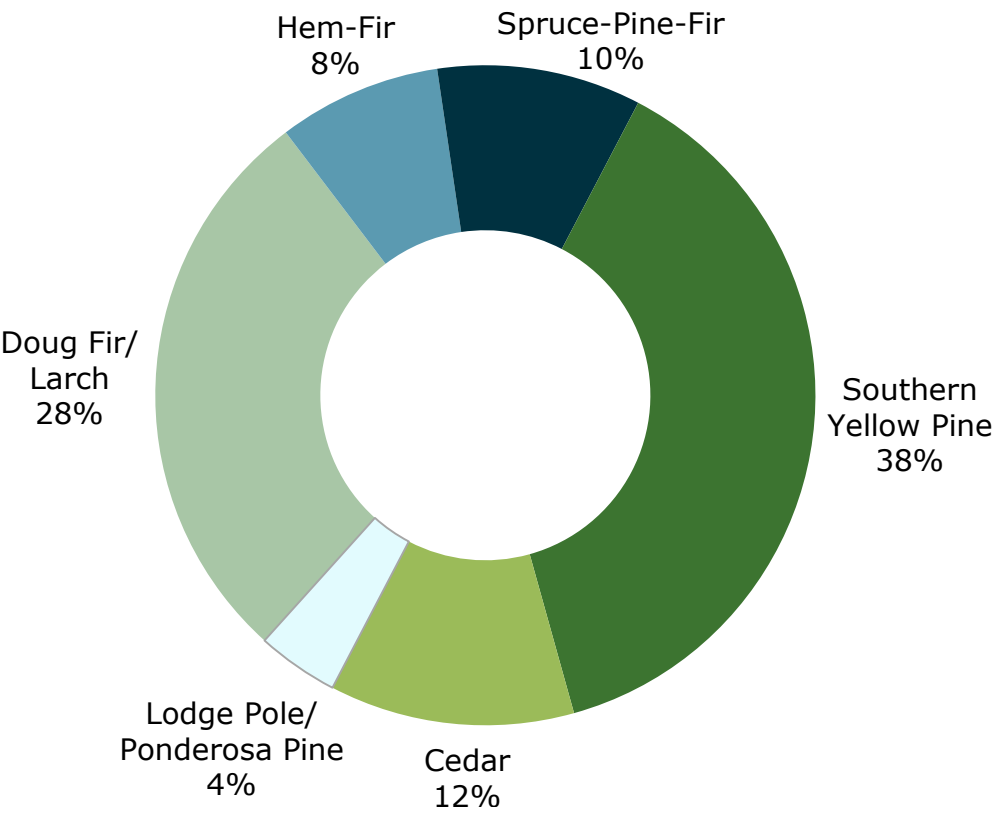 Hem-Fir
8%
Spruce-Pine-Fir
10%
Southern
Yellow Pine
38%
Cedar
12%
Lodge Pole/
Ponderosa Pine
4%
Doug Fir/
Larch
28%